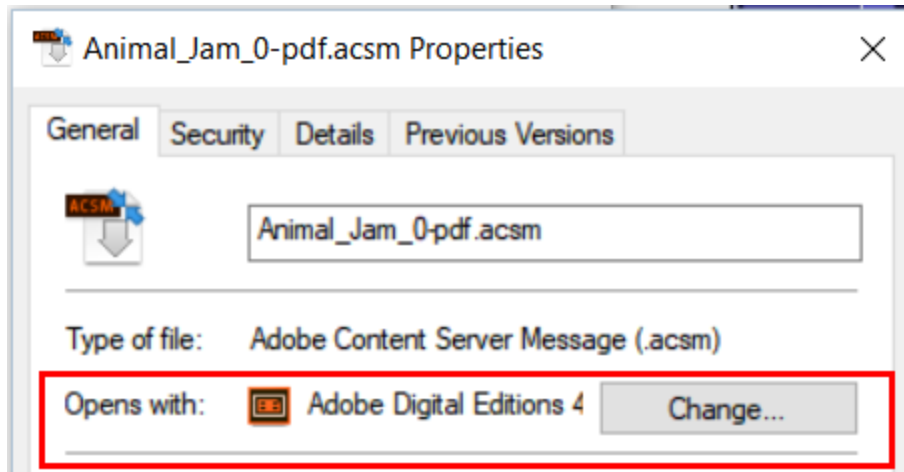 Animal_Jam_0-pdf.acsm Properties
General Security Details Previous Versions
ACSM
Animal_Jam_0-pdf.acsm
Type of file: Adobe Content Server Message (.acsm)
Opens with: Adobe Digital Editions 4 Change...